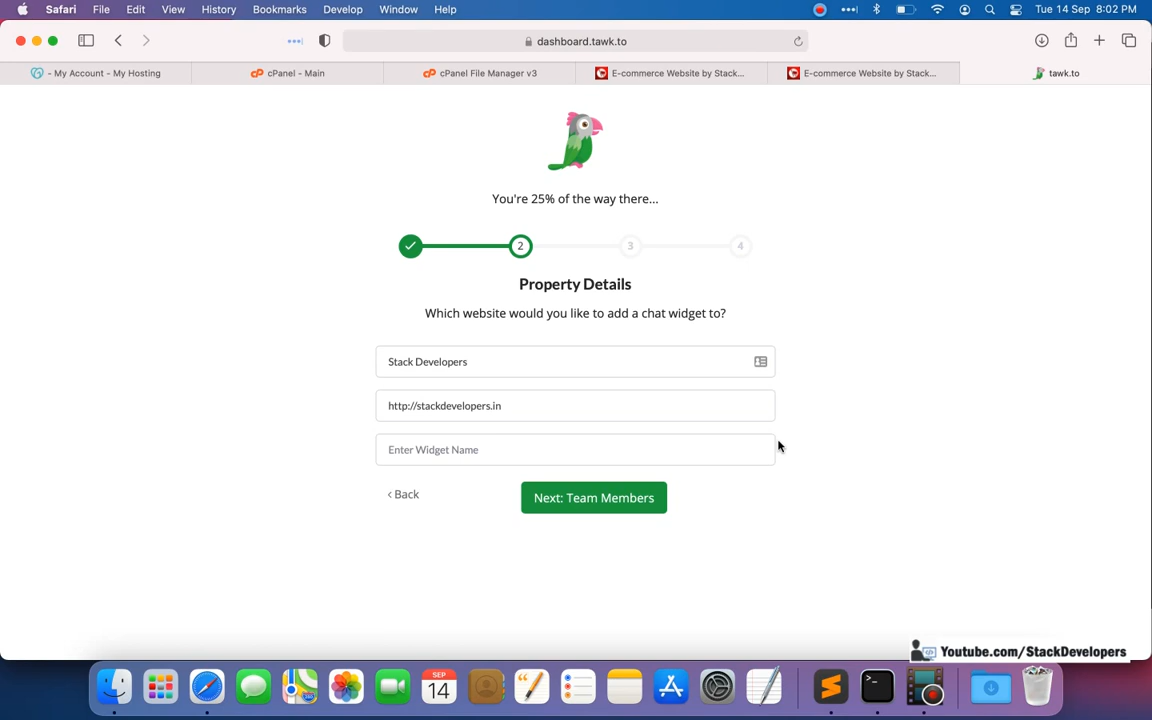 Safari File Edit View History Bookmarks Develop Window Help Tue 14 Sep 8:02 PM
dashboard.tawk.to
- My Account - My Hosting cPanel - Main cPanel File Manager v3 E-commerce Website by Stack... E-commerce Website by Stack... tawk.to
You're 25% of the way there...
2 3 4
Property Details
Which website would you like to add a chat widget to?
Stack Developers
http://stackdevelopers.in
Enter Widget Name
‹ Back Next: Team Members
Youtube.com/StackDevelopers
SEP
14